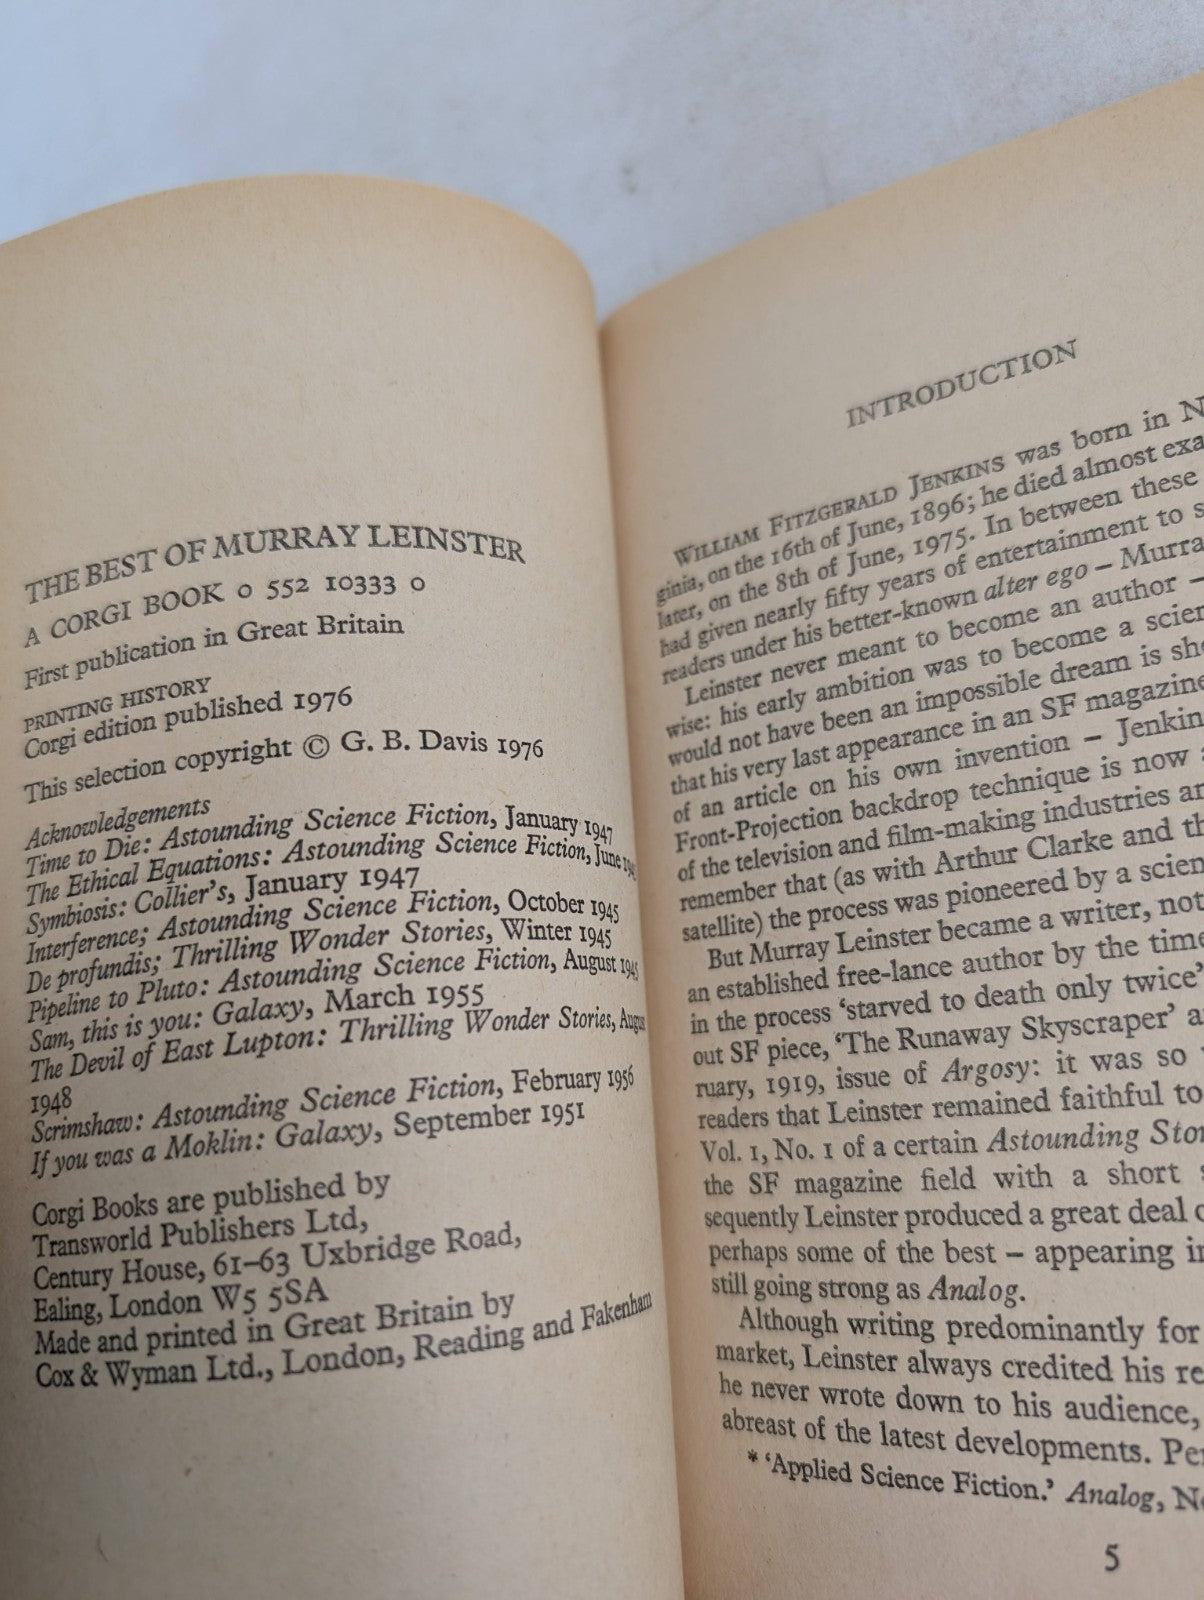 THE BEST OF MURRAY LEINSTER
A CORGI BOOK 0 552 10333 0
First publication in Great Britain
PRINTING HISTORY
Corgi edition published 1976
This selection copyright © G. B. Davis 1976
Acknowledgements
Time to Die: Astounding Science Fiction, January 1947
The Ethical Equations: Astounding Science Fiction, June
Symbiosis: Collier's, January 1947
Interference; Astounding Science Fiction, October 1945
De profundis; Thrilling Wonder Stories, Winter 1945
Pipeline to Pluto: Astounding Science Fiction, August 1945
Sam, this is you: Galaxy, March 1955
The Devil of East Lupton: Thrilling Wonder Stories, Augus
1948
Scrimshaw: Astounding Science Fiction, February 1956
If you was a Moklin: Galaxy, September 1951
Corgi Books are published by
Transworld Publishers Ltd,
Century House, 61–63 Uxbridge Road,
Ealing, London W5 5SA
Made and printed in Great Britain by
Cox & Wyman Ltd., London, Reading and Fakenham
INTRODUCTION
WILLIAM FITZGERALD JENKINS was born in N
ginia, on the 16th of June, 1896; he died almost exa
later, on the 8th of June, 1975. In between these
had given nearly fifty years of entertainment to s
readers under his better-known alter ego – Murra
Leinster never meant to become an author –
wise: his early ambition was to become a scien
would not have been an impossible dream is sho
that his very last appearance in an SF magazine
of an article on his own invention – Jenkin
Front-Projection backdrop technique is now a
of the television and film-making industries an
remember that (as with Arthur Clarke and th
satellite) the process was pioneered by a scien
But Murray Leinster became a writer, not
an established free-lance author by the time
in the process 'starved to death only twice'
out SF piece, 'The Runaway Skyscraper' a
ruary, 1919, issue of Argosy: it was so w
readers that Leinster remained faithful to
Vol. 1, No. 1 of a certain Astounding Stor
the SF magazine field with a short s
sequently Leinster produced a great deal o
perhaps some of the best – appearing in
still going strong as Analog.
Although writing predominantly for
market, Leinster always credited his re
he never wrote down to his audience,
abreast of the latest developments. Per
* 'Applied Science Fiction.' Analog, No
5